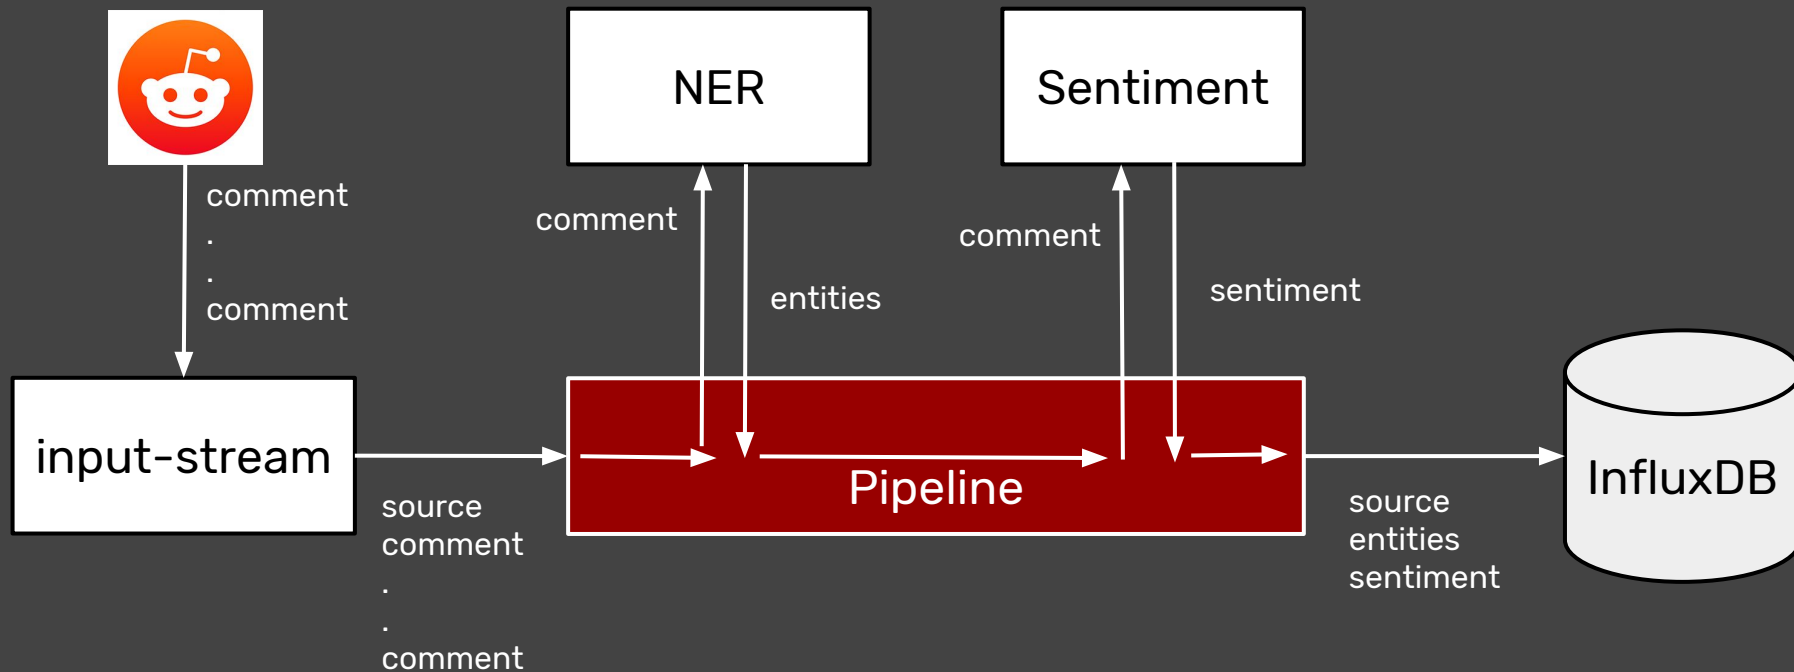 NER
Sentiment
comment
.
.
comment
comment
entities
comment
sentiment
input-stream
Pipeline
InfluxDB
source
comment
.
.
comment
source
entities
sentiment